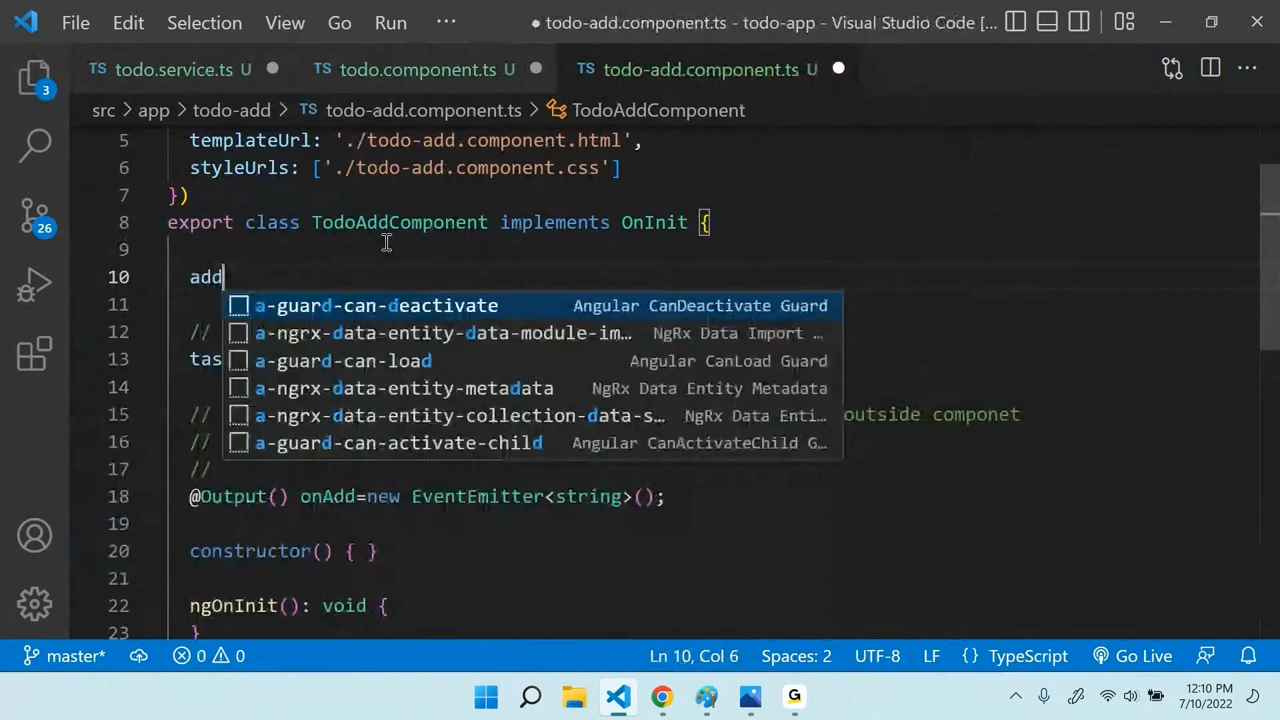 File Edit Selection View Go Run ··· ● todo-add.component.ts - todo-app - Visual Studio Code [...
TS todo.service.ts U ● TS todo.component.ts U ● TS todo-add.component.ts U ●
src > app > todo-add > TS todo-add.component.ts > TodoAddComponent
3
26
5 templateUrl: './todo-add.component.html',
6 styleUrls: ['./todo-add.component.css']
7 })
8 export class TodoAddComponent implements OnInit {
9
10 add
a-guard-can-deactivate Angular CanDeactivate Guard
11
12 // a-ngrx-data-entity-data-module-im… NgRx Data Import …
13 tas a-guard-can-load Angular CanLoad Guard
14 a-ngrx-data-entity-metadata NgRx Data Entity Metadata
15 // a-ngrx-data-entity-collection-data-s… NgRx Data Enti… outside componet
16 // a-guard-can-activate-child Angular CanActivateChild G…
17 //
18 @Output() onAdd=new EventEmitter<string>();
19
20 constructor() { }
21
22 ngOnInit(): void {
23 }
master* 0 0 Ln 10, Col 6 Spaces: 2 UTF-8 LF {} TypeScript Go Live
G 12:10 PM
7/10/2022